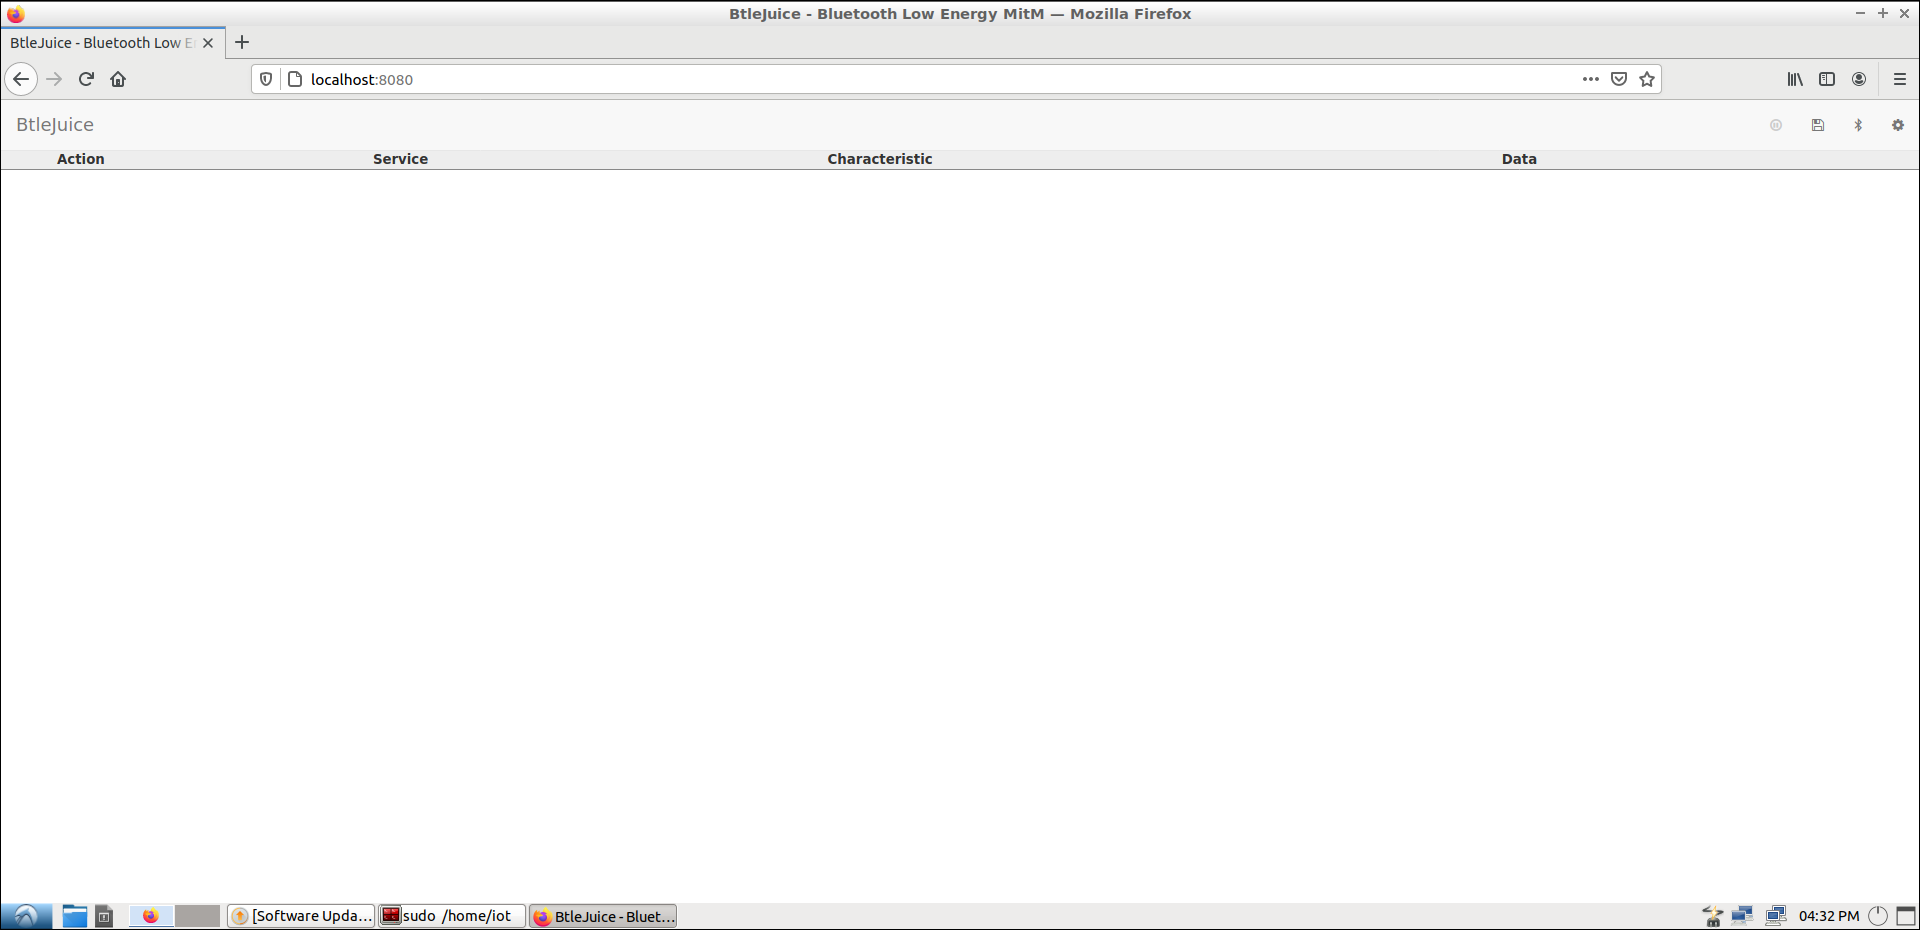 BtleJuice - Bluetooth Low Energy MitM — Mozilla Firefox
BtleJuice - Bluetooth Low E
localhost:8080
BtleJuice
Action Service Characteristic Data
[Software Upda... sudo /home/iot BtleJuice - Bluet... 04:32 PM